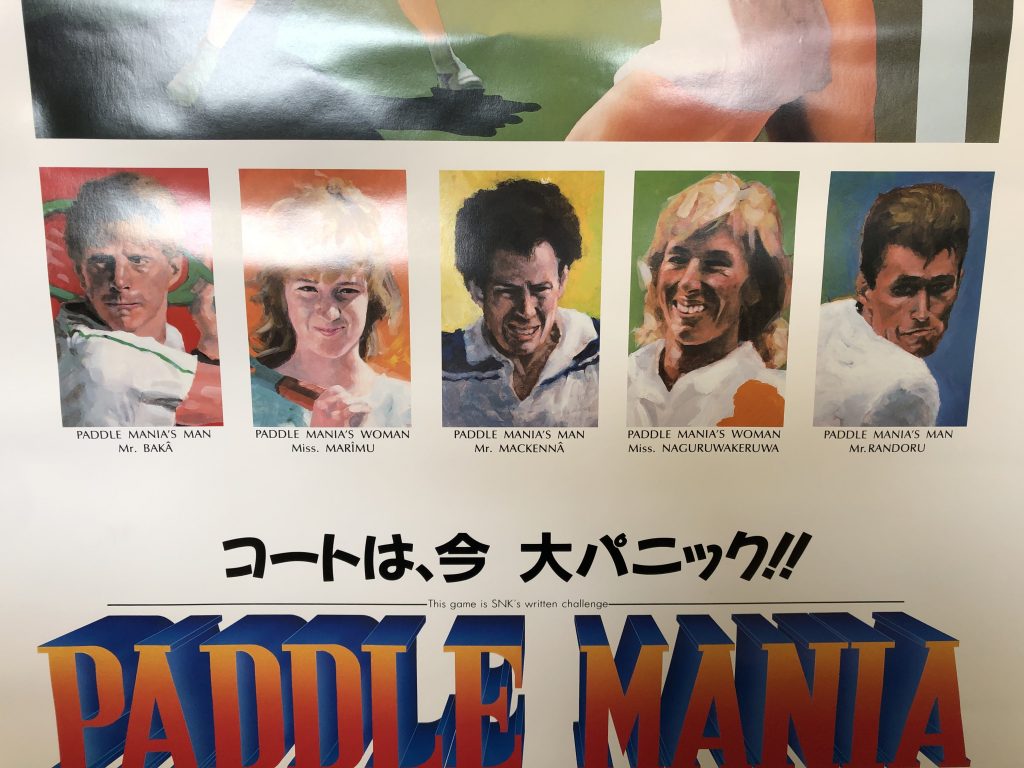 PADDLE MANIA'S MAN
Mr. BAKÂ
PADDLE MANIA'S WOMAN
Miss. MARÎMU
PADDLE MANIA'S MAN
Mr. MACKENNÂ
PADDLE MANIA'S WOMAN
Miss. NAGURUWAKERUWA
PADDLE MANIA'S MAN
Mr. RANDORU
コートは、今 大パニック!!
This game is SNK's written challenge
PADDLE MANIA